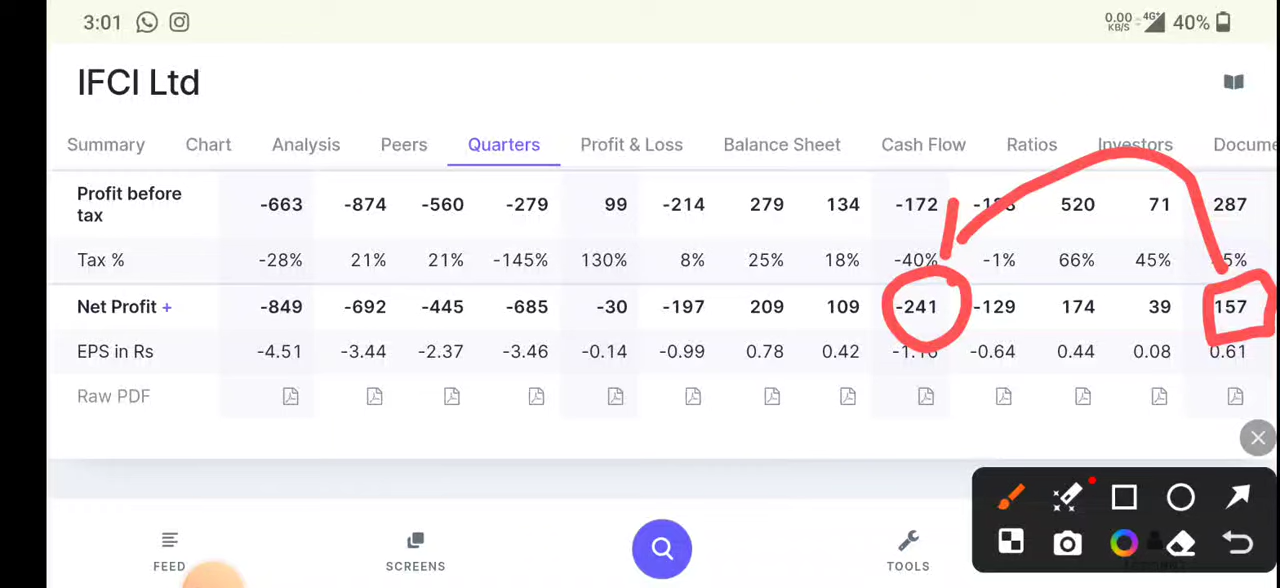 3:01 0.00 KB/S 4G+ 40%
IFCI Ltd
Summary Chart Analysis Peers Quarters Profit & Loss Balance Sheet Cash Flow Ratios Investors Docume
Profit before tax -663 -874 -560 -279 99 -214 279 134 -172 520 71 287
Tax % -28% 21% 21% -145% 130% 8% 25% 18% -40% -1% 66% 45%
Net Profit + -849 -692 -445 -685 -30 -197 209 109 -241 -129 174 39 157
EPS in Rs -4.51 -3.44 -2.37 -3.46 -0.14 -0.99 0.78 0.42 -0.64 0.44 0.08 0.61
Raw PDF
FEED SCREENS TOOLS